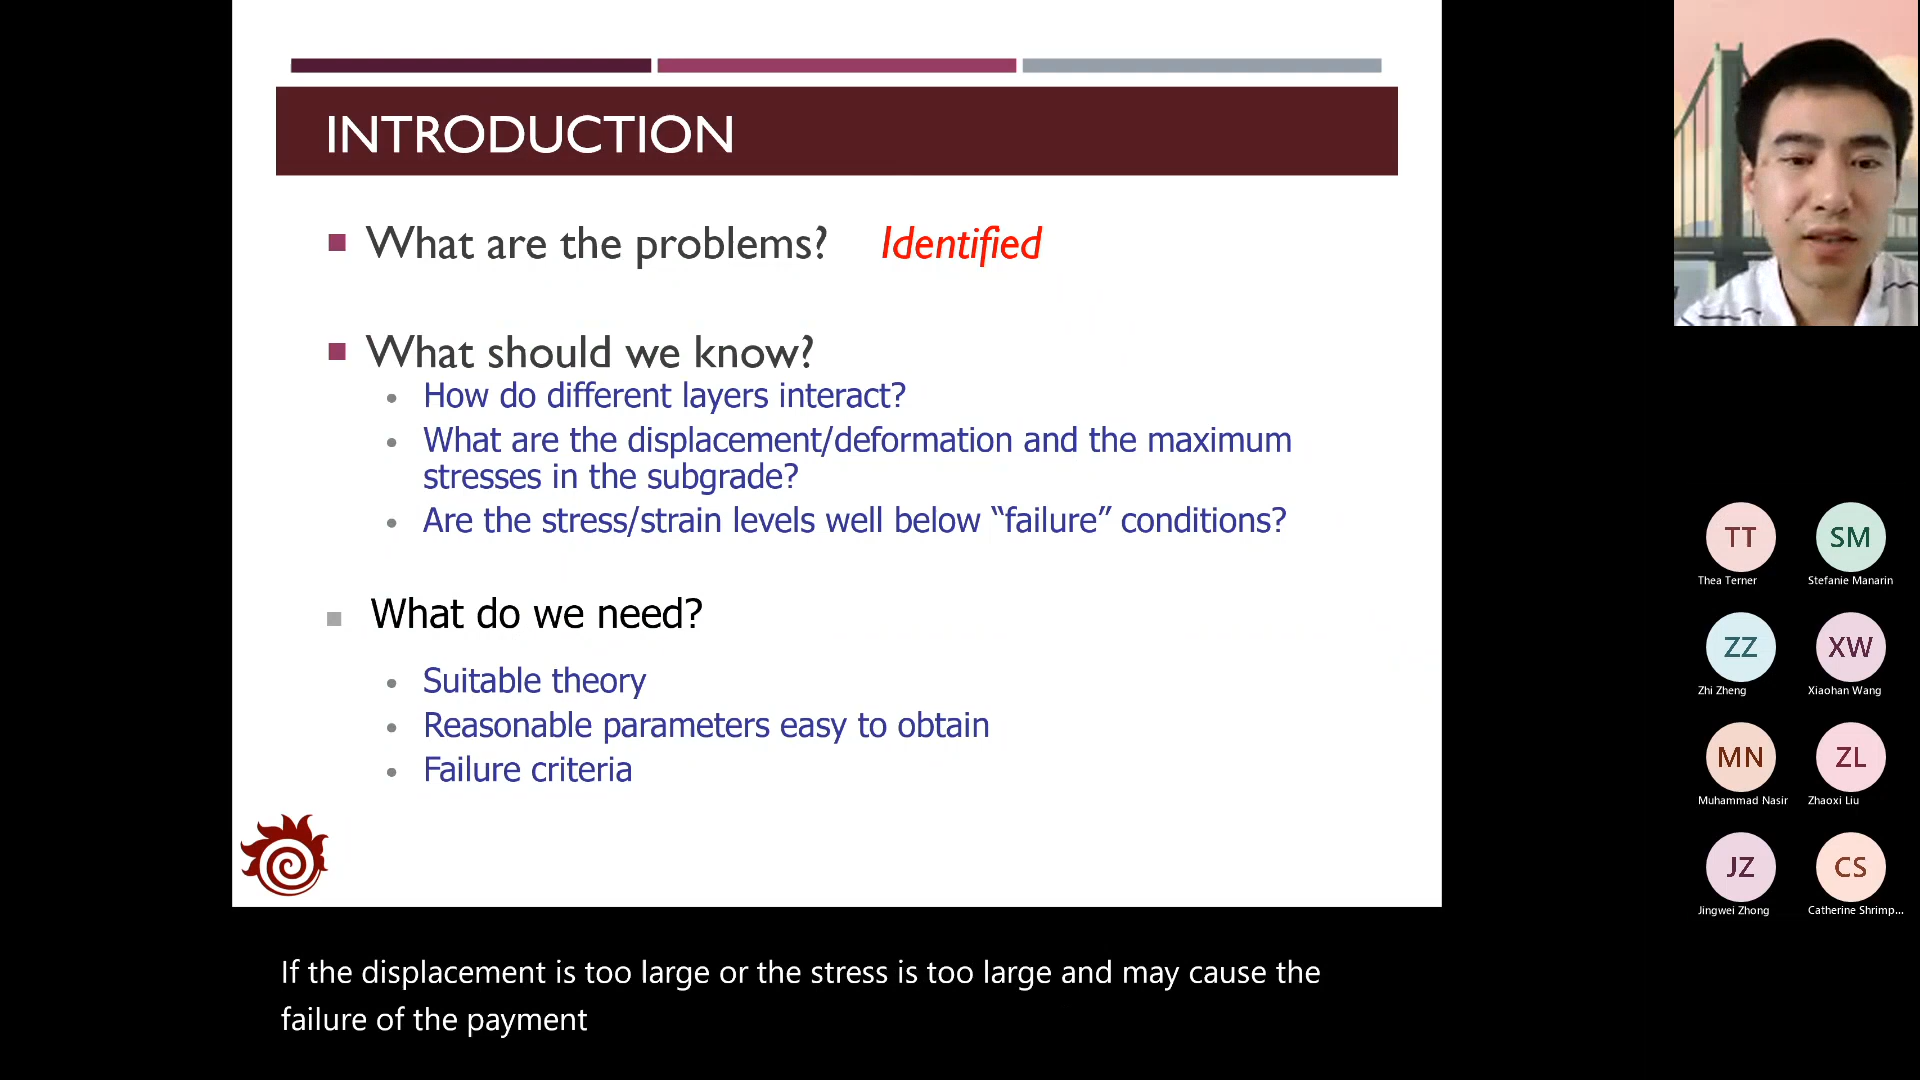 INTRODUCTION
What are the problems? Identified
What should we know?
How do different layers interact?
What are the displacement/deformation and the maximum
stresses in the subgrade?
Are the stress/strain levels well below “failure” conditions?
What do we need?
Suitable theory
Reasonable parameters easy to obtain
Failure criteria
If the displacement is too large or the stress is too large and may cause the
failure of the payment
TT
Thea Terner
SM
Stefanie Manarin
ZZ
Zhi Zheng
XW
Xiaohan Wang
MN
Muhammad Nasir
ZL
Zhaoxi Liu
JZ
Jingwei Zhong
CS
Catherine Shrimp...